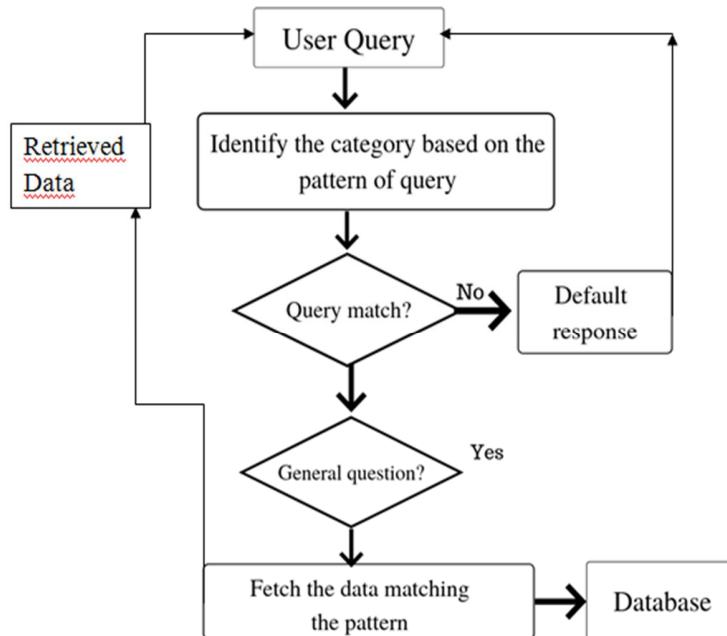 User Query
Retrieved
Data
Identify the category based on the
pattern of query
Query match?
No
Default
response
General question?
Yes
Fetch the data matching
the pattern
Database